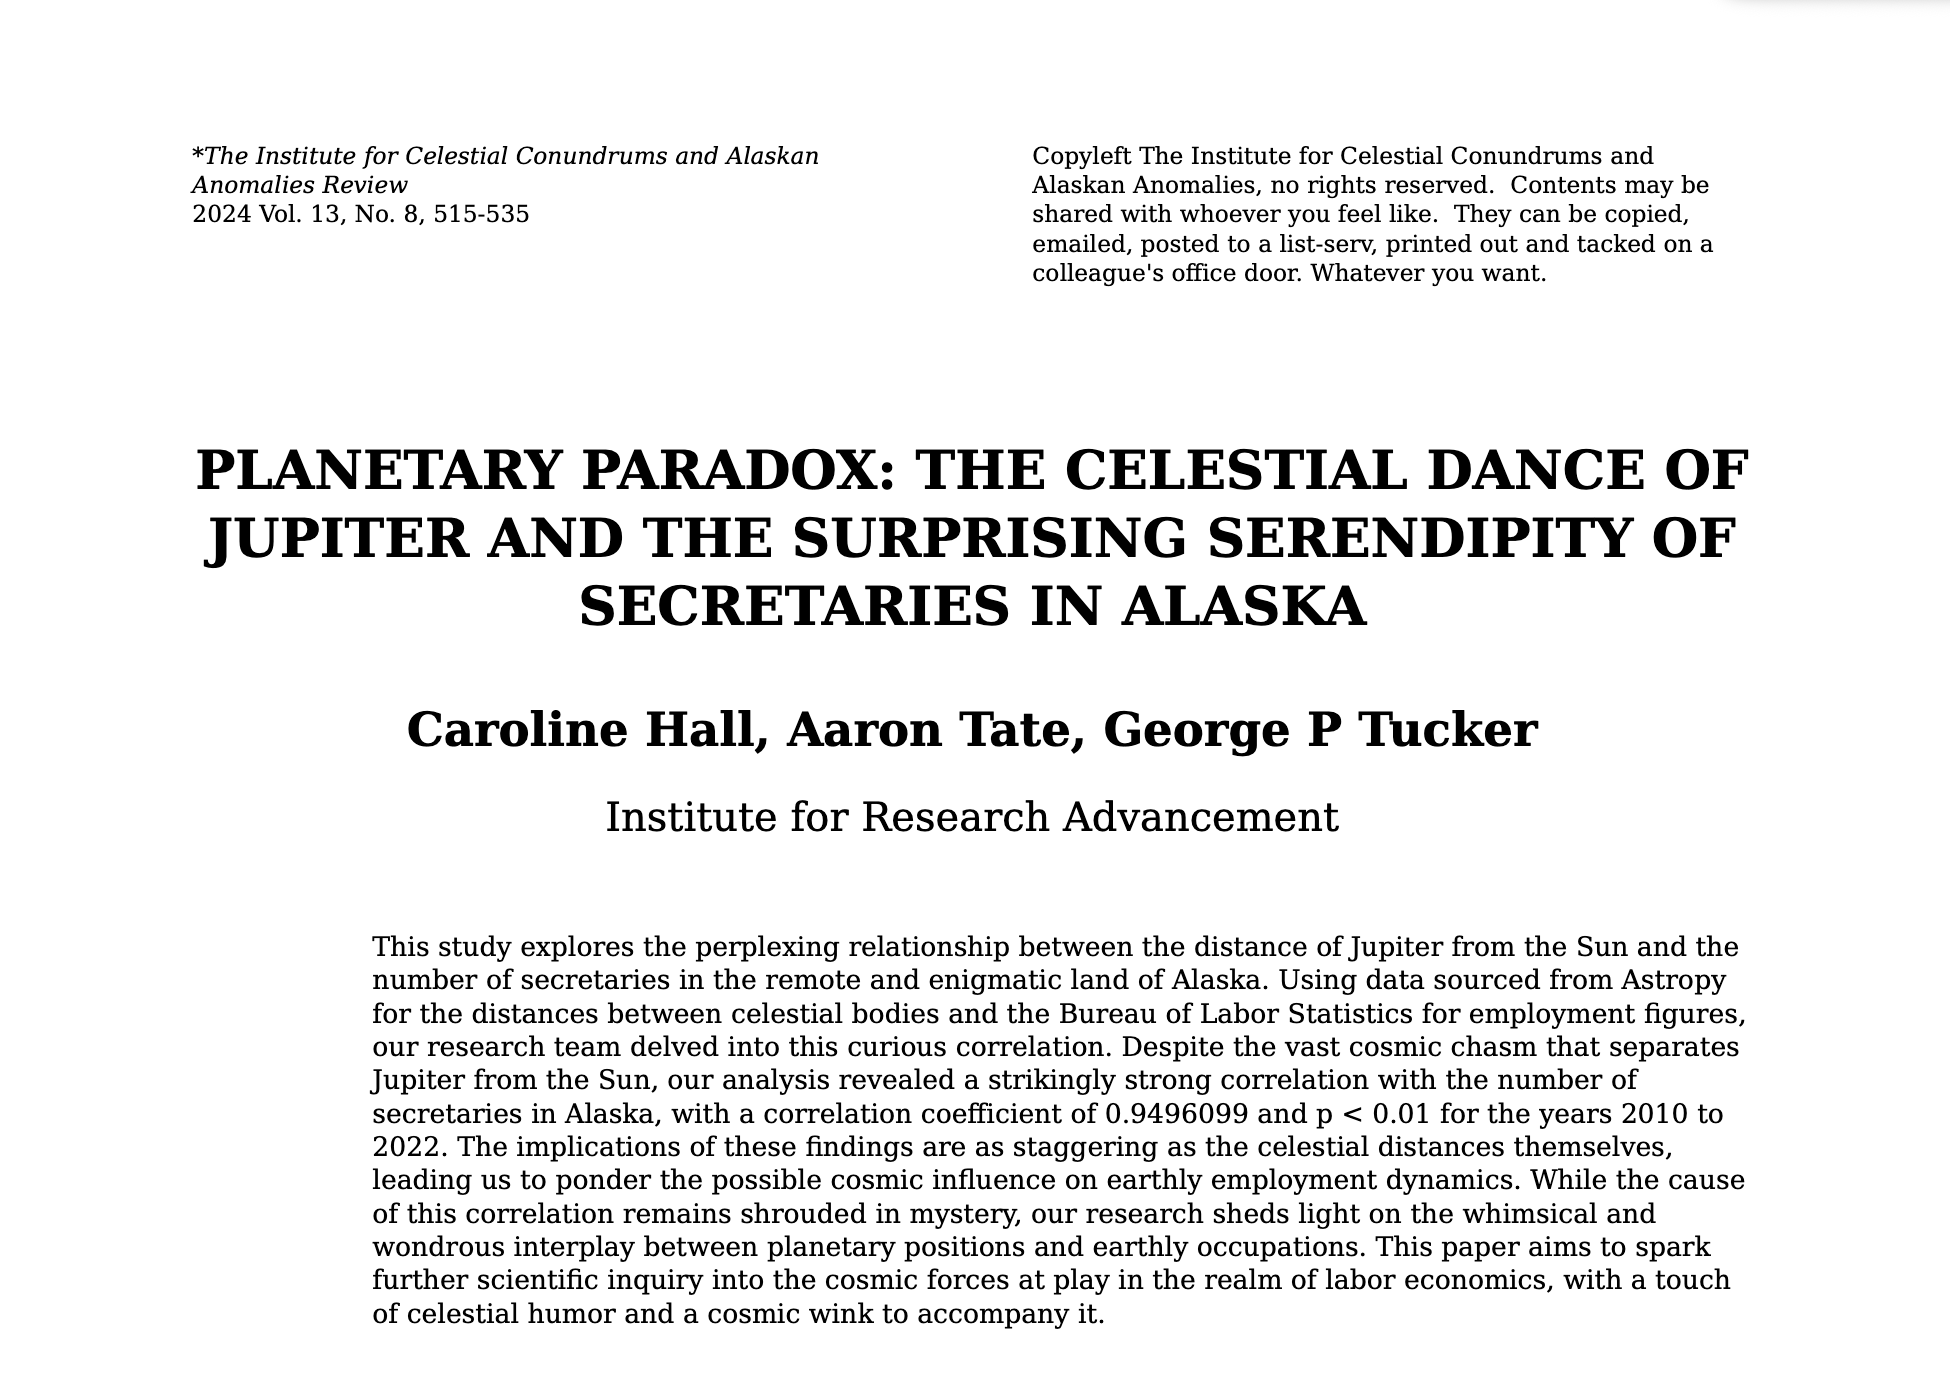 *The Institute for Celestial Conundrums and Alaskan
Anomalies Review
2024 Vol. 13, No. 8, 515-535
Copyleft The Institute for Celestial Conundrums and
Alaskan Anomalies, no rights reserved.  Contents may be
shared with whoever you feel like.  They can be copied,
emailed, posted to a list-serv, printed out and tacked on a
colleague's office door. Whatever you want.
PLANETARY PARADOX: THE CELESTIAL DANCE OF
JUPITER AND THE SURPRISING SERENDIPITY OF
SECRETARIES IN ALASKA
Caroline Hall, Aaron Tate, George P Tucker
Institute for Research Advancement
This study explores the perplexing relationship between the distance of Jupiter from the Sun and the
number of secretaries in the remote and enigmatic land of Alaska. Using data sourced from Astropy
for the distances between celestial bodies and the Bureau of Labor Statistics for employment figures,
our research team delved into this curious correlation. Despite the vast cosmic chasm that separates
Jupiter from the Sun, our analysis revealed a strikingly strong correlation with the number of
secretaries in Alaska, with a correlation coefficient of 0.9496099 and p < 0.01 for the years 2010 to
2022. The implications of these findings are as staggering as the celestial distances themselves,
leading us to ponder the possible cosmic influence on earthly employment dynamics. While the cause
of this correlation remains shrouded in mystery, our research sheds light on the whimsical and
wondrous interplay between planetary positions and earthly occupations. This paper aims to spark
further scientific inquiry into the cosmic forces at play in the realm of labor economics, with a touch
of celestial humor and a cosmic wink to accompany it.